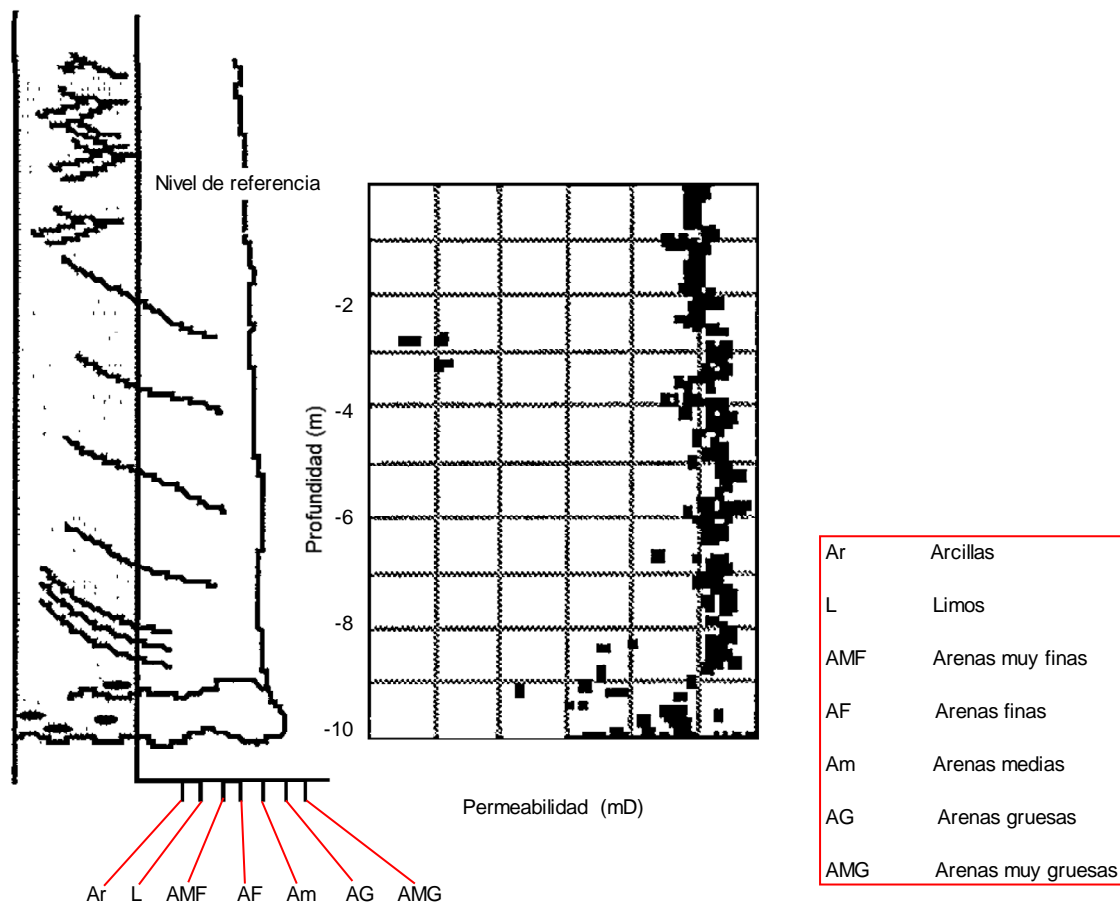 Nivel de referencia
-2
-4
-6
-8
-10
Profundidad (m)
Permeabilidad (mD)
Ar L AMF AF Am AG AMG
Ar Arcillas
L Limos
AMF Arenas muy finas
AF Arenas finas
Am Arenas medias
AG Arenas gruesas
AMG Arenas muy gruesas